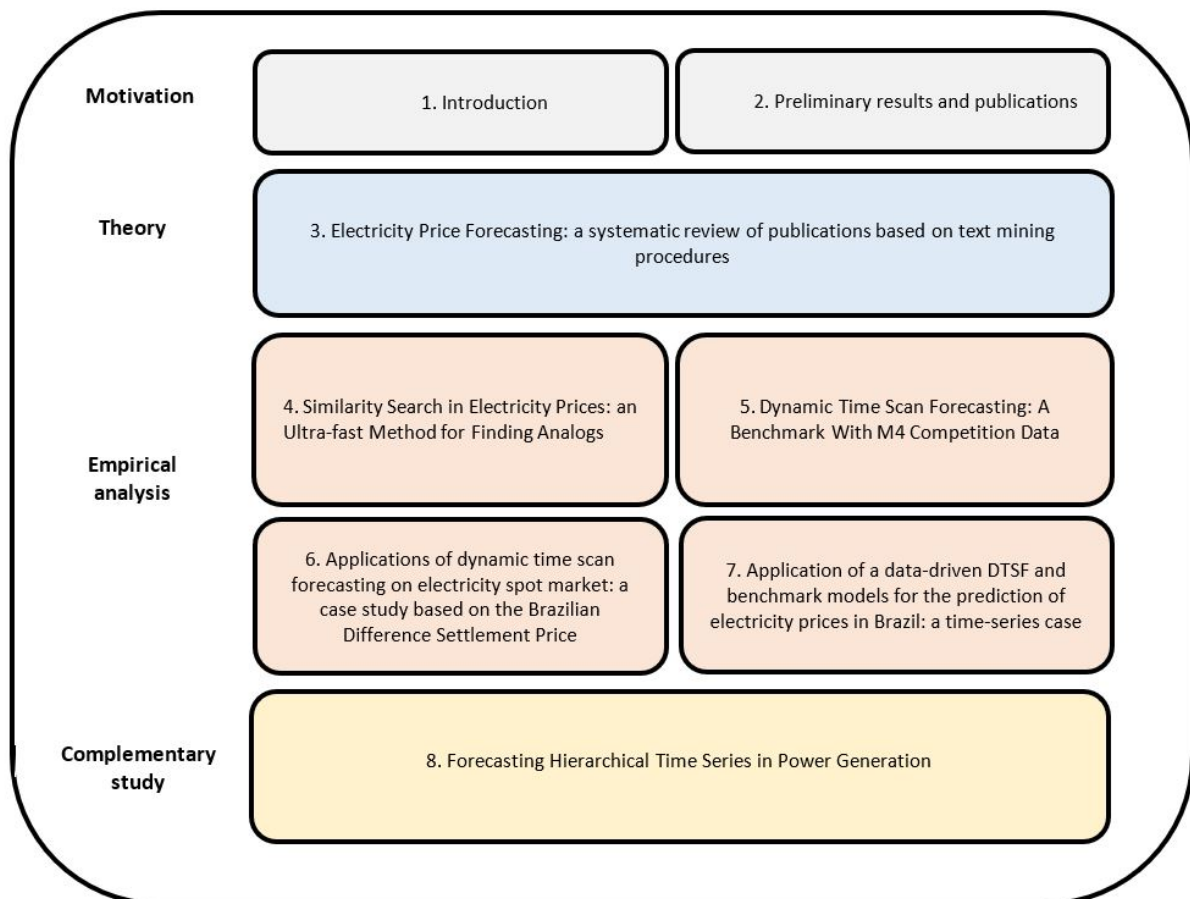 Motivation
1. Introduction
2. Preliminary results and publications
Theory
3. Electricity Price Forecasting: a systematic review of publications based on text mining
procedures
Empirical
analysis
4. Similarity Search in Electricity Prices: an
Ultra-fast Method for Finding Analogs
5. Dynamic Time Scan Forecasting: A
Benchmark With M4 Competition Data
6. Applications of dynamic time scan
forecasting on electricity spot market: a
case study based on the Brazilian
Difference Settlement Price
7. Application of a data-driven DTSF and
benchmark models for the prediction of
electricity prices in Brazil: a time-series case
Complementary
study
8. Forecasting Hierarchical Time Series in Power Generation